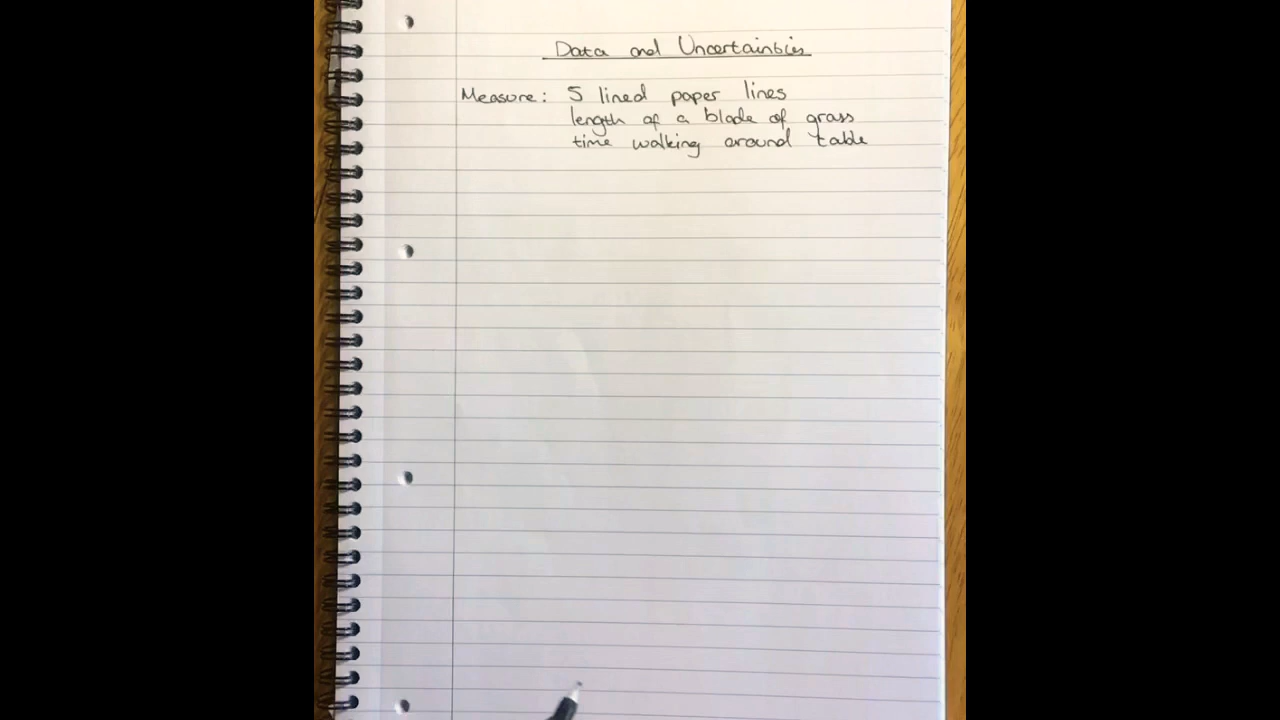 Data and Uncertainties
Measure: 5 lined paper lines
length of a blade of grass
time walking around table